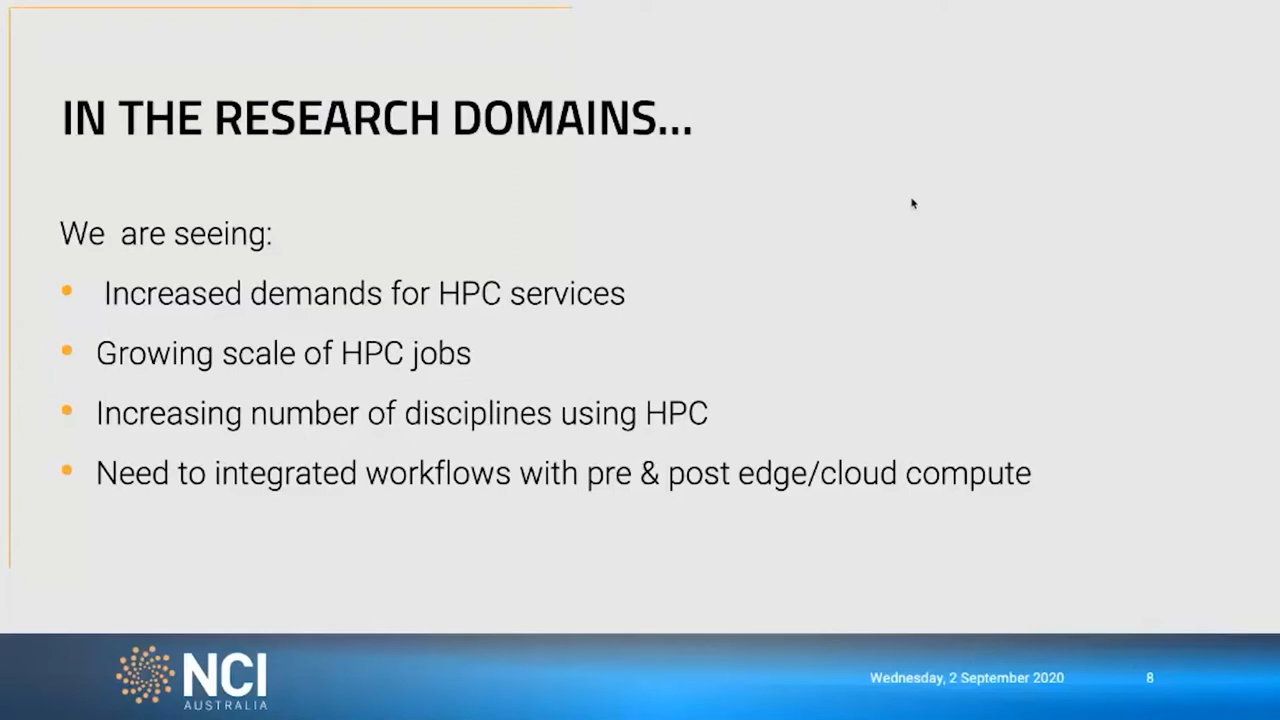 IN THE RESEARCH DOMAINS...
We are seeing:
• Increased demands for HPC services
• Growing scale of HPC jobs
• Increasing number of disciplines using HPC
• Need to integrated workflows with pre & post edge/cloud compute
NCI
AUSTRALIA
Wednesday, 2 September 2020
8